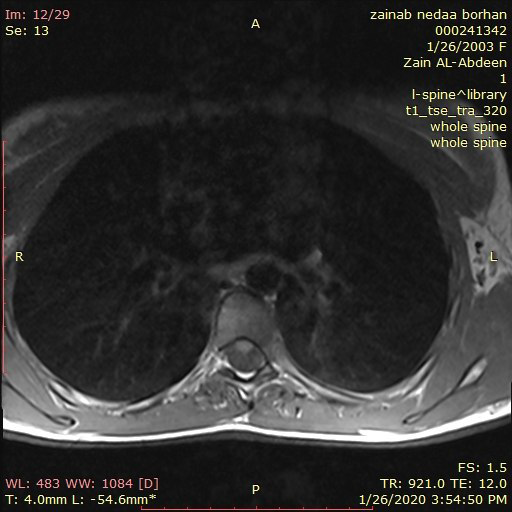 Im: 12/29
Se: 13
A
zainab nedaa borhan
000241342
1/26/2003 F
Zain AL-Abdeen
1
l-spine^library
t1_tse_tra_320
whole spine
whole spine
R
L
WL: 483 WW: 1084 [D]
T: 4.0mm L: -54.6mm*
P
FS: 1.5
TR: 921.0 TE: 12.0
1/26/2020 3:54:50 PM